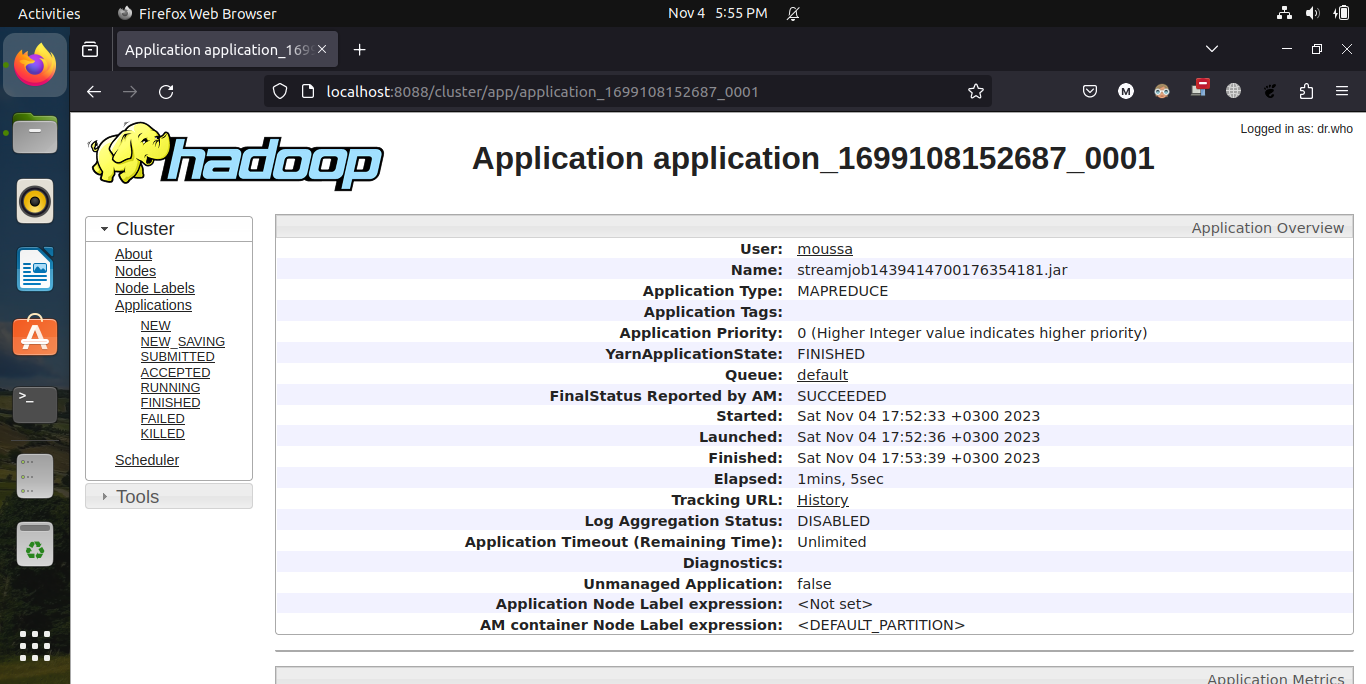 Activities Firefox Web Browser Nov 4 5:55 PM
Application application_169
localhost:8088/cluster/app/application_1699108152687_0001
M
Logged in as: dr.who
hadoop
Application application_1699108152687_0001
Cluster
About
Nodes
Node Labels
Applications
NEW
NEW_SAVING
SUBMITTED
ACCEPTED
RUNNING
FINISHED
FAILED
KILLED
Scheduler
Tools
Application Overview
User: moussa
Name: streamjob1439414700176354181.jar
Application Type: MAPREDUCE
Application Tags:
Application Priority: 0 (Higher Integer value indicates higher priority)
YarnApplicationState: FINISHED
Queue: default
FinalStatus Reported by AM: SUCCEEDED
Started: Sat Nov 04 17:52:33 +0300 2023
Launched: Sat Nov 04 17:52:36 +0300 2023
Finished: Sat Nov 04 17:53:39 +0300 2023
Elapsed: 1mins, 5sec
Tracking URL: History
Log Aggregation Status: DISABLED
Application Timeout (Remaining Time): Unlimited
Diagnostics:
Unmanaged Application: false
Application Node Label expression: <Not set>
AM container Node Label expression: <DEFAULT_PARTITION>
Application Metrics